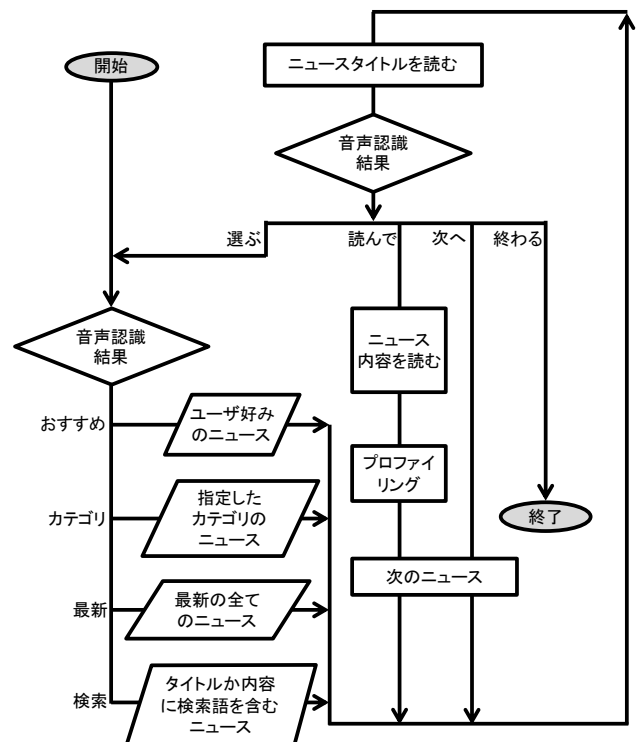 開始
ニュースタイトルを読む
音声認識
結果
選ぶ
読んで
次へ
終わる
音声認識
結果
ニュース
内容を読む
おすすめ
ユーザ好み
のニュース
プロファイ
リング
カテゴリ
指定した
カテゴリの
ニュース
終了
次のニュース
最新
最新の全て
のニュース
検索
タイトルか内容
に検索語を含む
ニュース